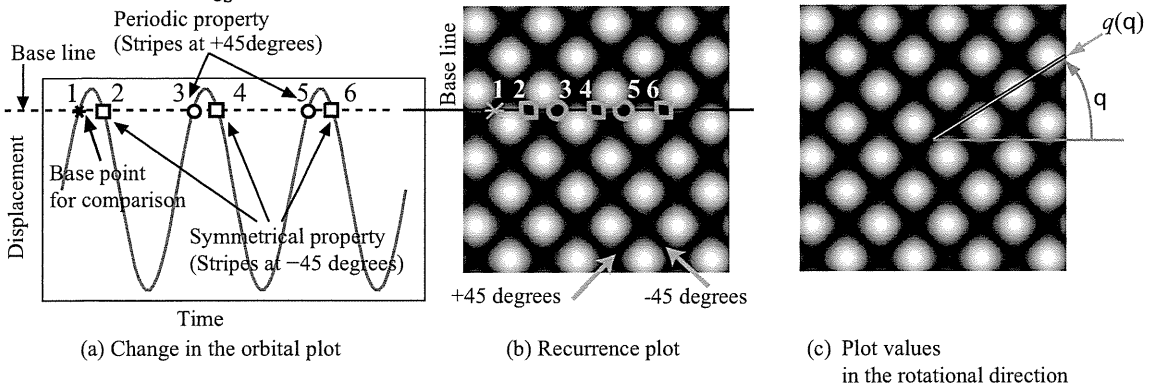 Periodic property
(Stripes at +45degrees)
Base line
1 2 3 4 5 6
Base point
for comparison
Symmetrical property
(Stripes at −45 degrees)
Displacement
Time
(a) Change in the orbital plot
Base line
1 2 3 4 5 6
+45 degrees
-45 degrees
(b) Recurrence plot
q(q)
q
(c) Plot values
in the rotational direction